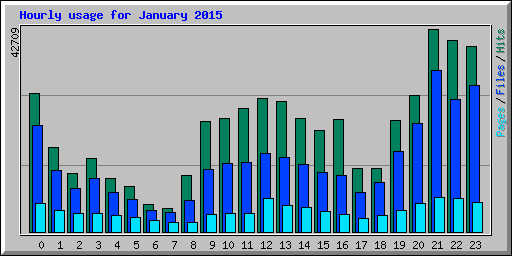 Hourly usage for January 2015
42709
Pages/Files/Hits
0 1 2 3 4 5 6 7 8 9 10 11 12 13 14 15 16 17 18 19 20 21 22 23